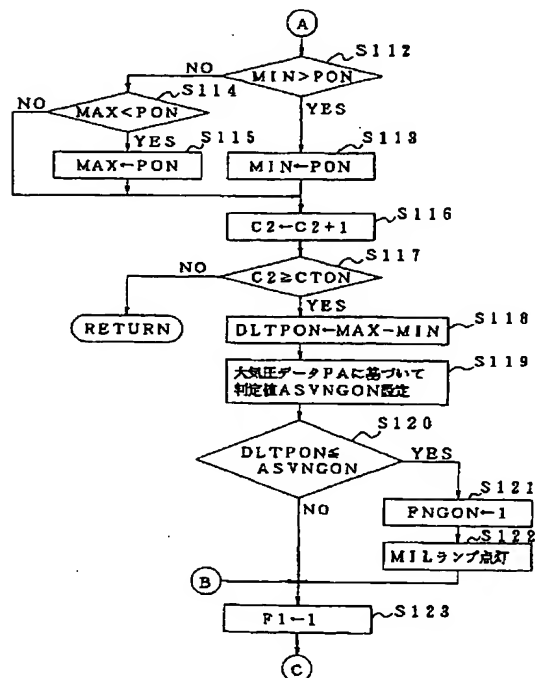 A
S112
MIN>PON
NO
YES
S114
MAX<PON
NO
YES
S115
MAX←PON
S113
MIN←PON
S116
C2←C2+1
S117
C2≧CTON
NO
YES
RETURN
S118
DLTPON←MAX−MIN
S119
大気圧データPAに基づいて
判定値ASVNGON設定
S120
DLTPON≦
ASVNGON
YES
NO
S121
FNGON←1
S122
MILランプ点灯
B
S123
F1←1
C